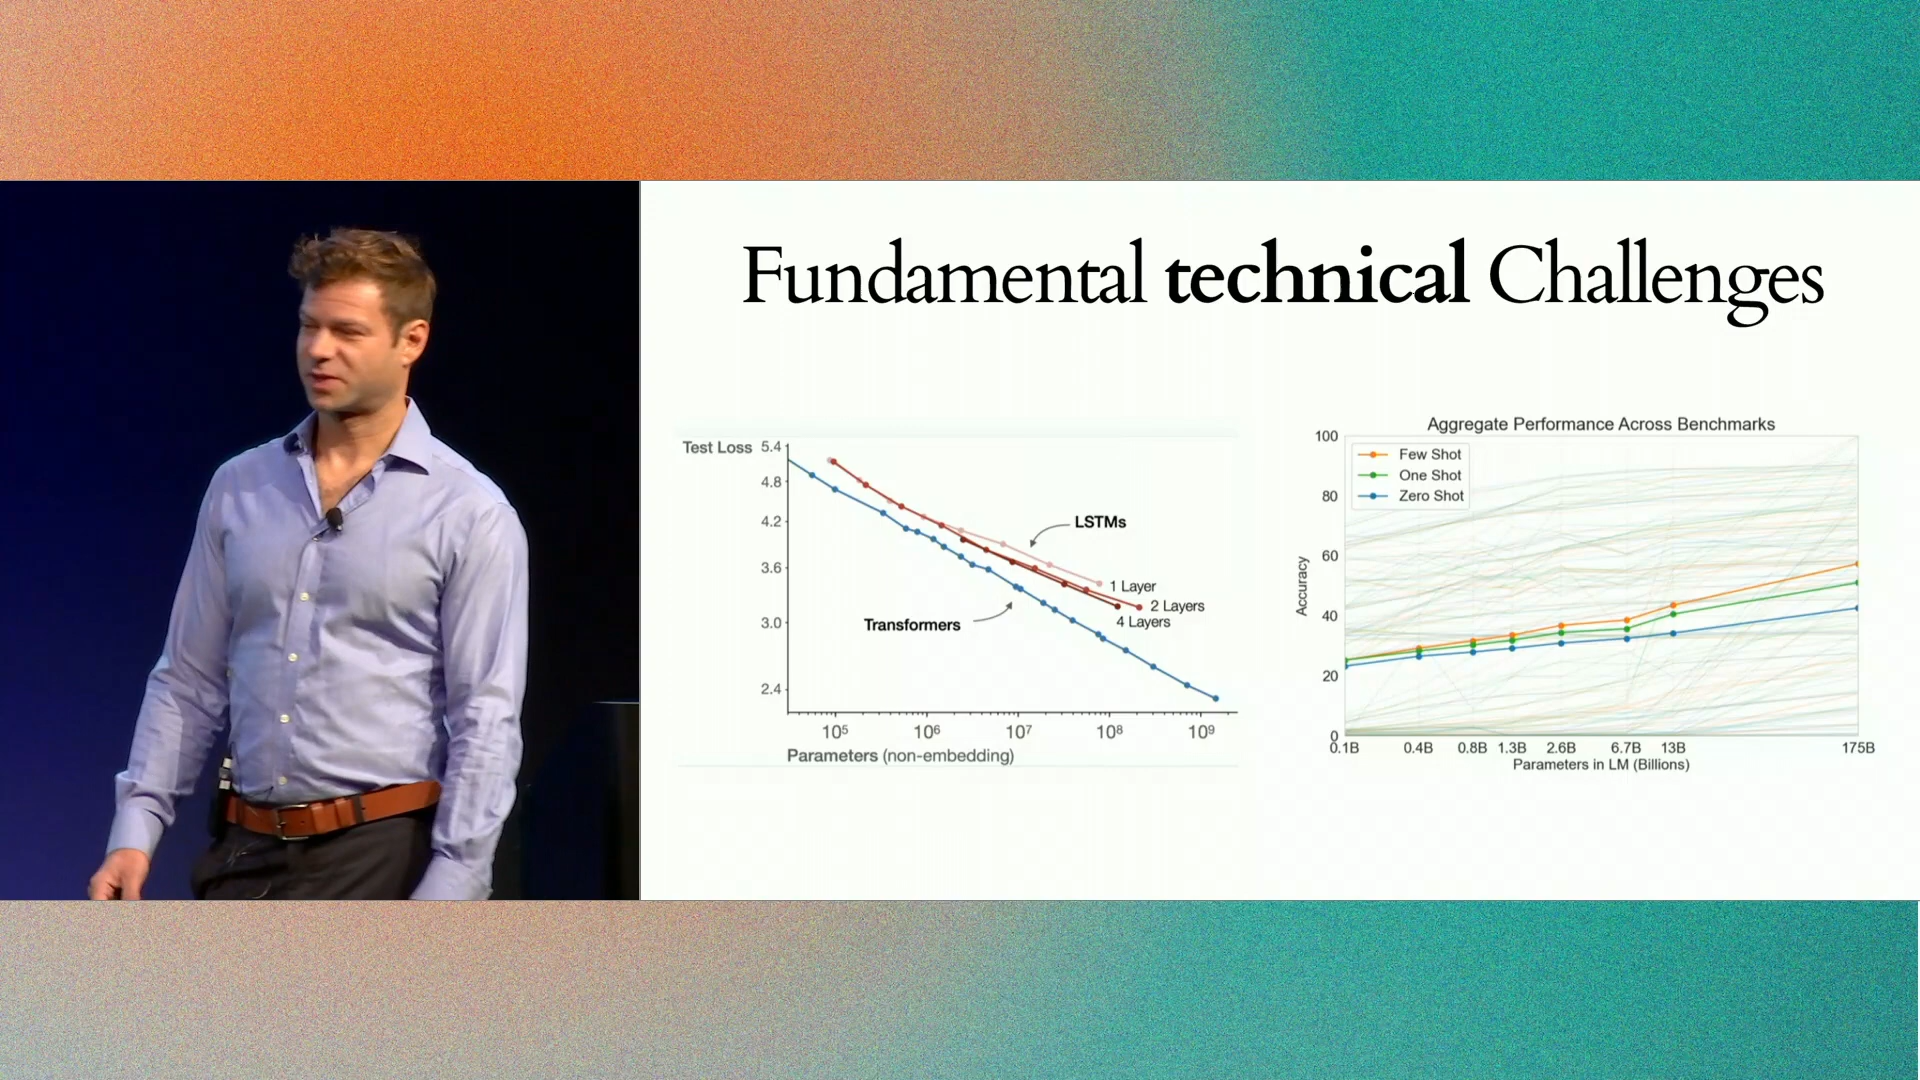 Fundamental technical Challenges
Test Loss
5.4
4.8
4.2
3.6
3.0
2.4
LSTMs
1 Layer
2 Layers
4 Layers
Transformers
10⁵ 10⁶ 10⁷ 10⁸ 10⁹
Parameters (non-embedding)
Aggregate Performance Across Benchmarks
Few Shot
One Shot
Zero Shot
Accuracy
100
80
60
40
20
0
0.1B 0.4B 0.8B 1.3B 2.6B 6.7B 13B 175B
Parameters in LM (Billions)